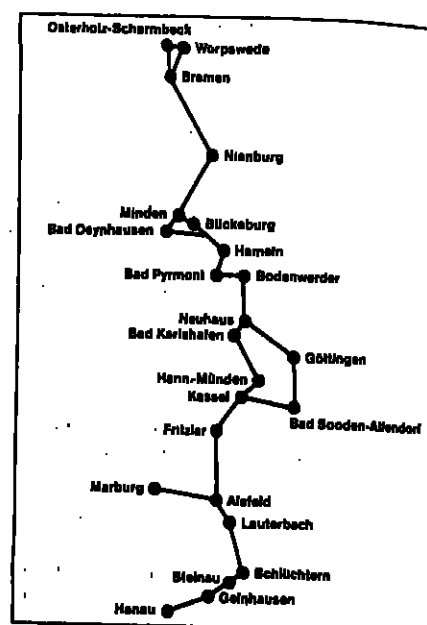 Osterholz-Scharmbeck
Worpswede
Bremen
Nienburg
Minden
Bückeburg
Bad Oeynhausen
Hameln
Bad Pyrmont
Bodenwerder
Neuhaus
Bad Karlshafen
Göttingen
Hann.-Münden
Kassel
Bad Sooden-Allendorf
Fritzlar
Marburg
Alsfeld
Lauterbach
Schlüchtern
Steinau
Gelnhausen
Hanau